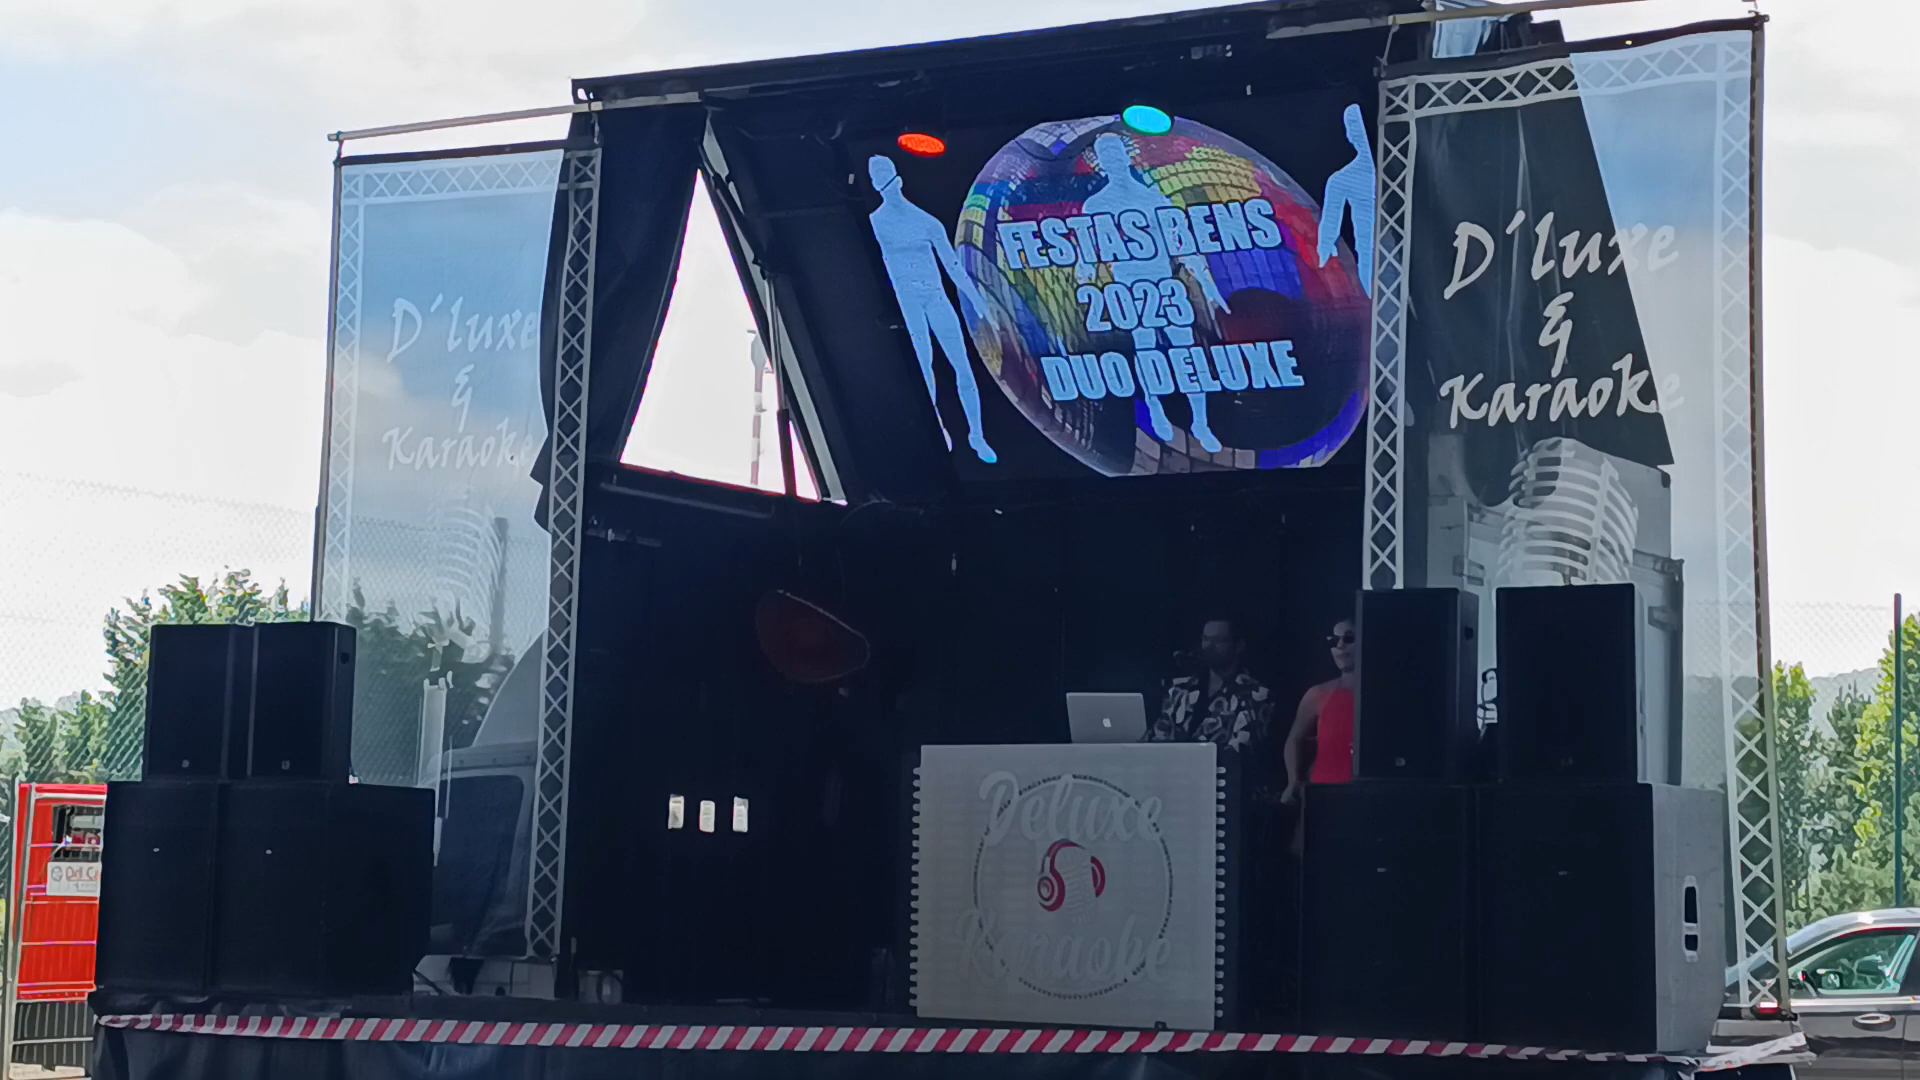 D´luxe
&
Karaoke
FESTAS BENS
2023
DUO DELUXE
D´luxe
&
Karaoke
Deluxe
Karaoke